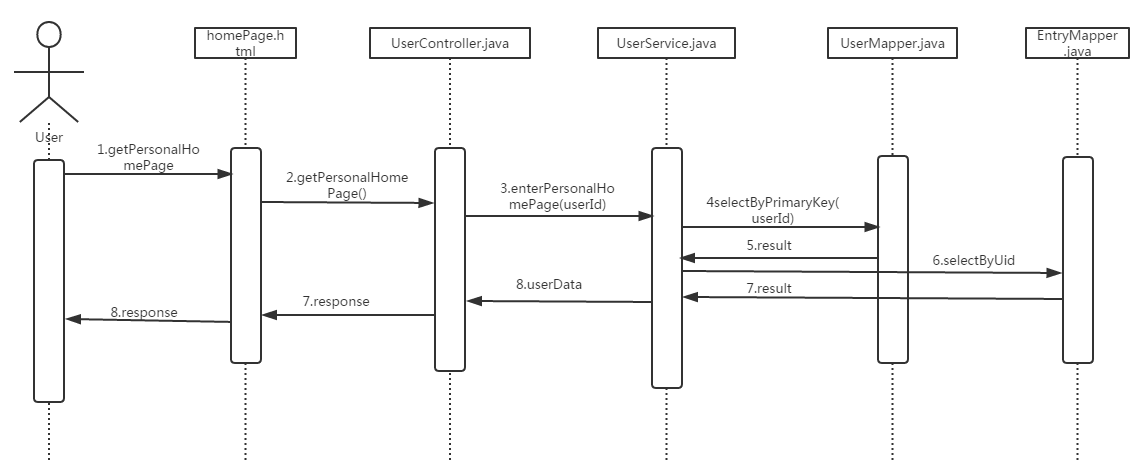 homePage.h
tml
UserController.java
UserService.java
UserMapper.java
EntryMapper
.java
User
1.getPersonalHo
mePage
2.getPersonalHome
Page()
3.enterPersonalHo
mePage(userId)
4selectByPrimaryKey(
userId)
5.result
6.selectByUid
8.userData
7.result
7.response
8.response